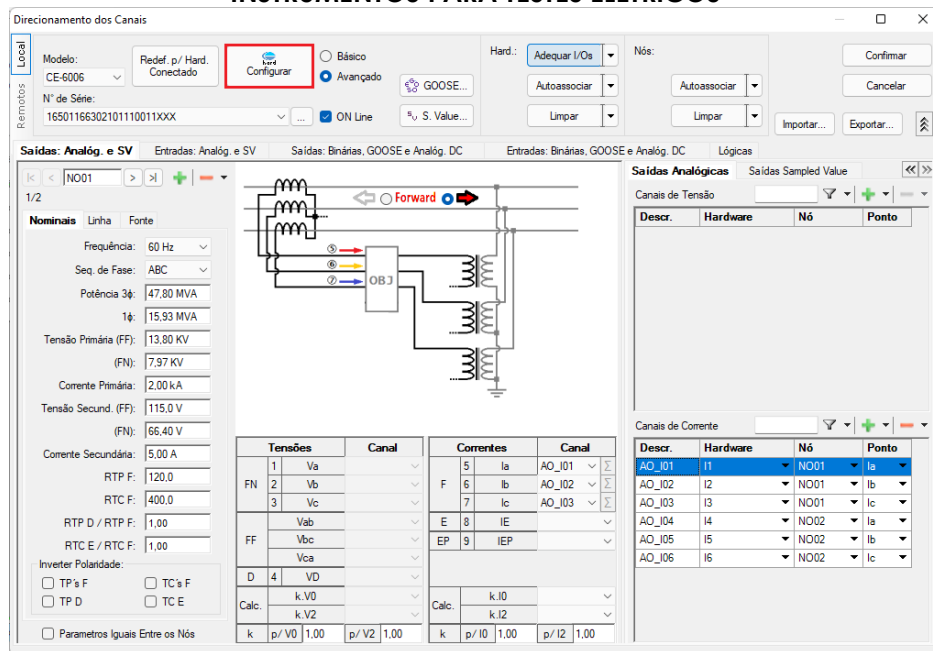 INSTRUMENTOS PARA TESTES ELÉTRICOS
Direcionamento dos Canais
Local
Remotos
Modelo:
CE-6006
Redef. p/ Hard. Conectado
hard
Configurar
Básico
Avançado
GOOSE...
Hard.:
Adequar I/Os
Nós:
Confirmar
Autoassociar
Autoassociar
Cancelar
N° de Série:
16501166302101110011XXX
...
ON Line
S. Value...
Limpar
Limpar
Importar...
Exportar...
Saídas: Analóg. e SV
Entradas: Analóg. e SV
Saídas: Binárias, GOOSE e Analóg. DC
Entradas: Binárias, GOOSE e Analóg. DC
Lógicas
NO01
1/2
Nominais Linha Fonte
Frequência: 60 Hz
Seq. de Fase: ABC
Potência 3ϕ: 47,80 MVA
1ϕ: 15,93 MVA
Tensão Primária (FF): 13,80 KV
(FN): 7,97 KV
Corrente Primária: 2,00 kA
Tensão Secund. (FF): 115,0 V
(FN): 66,40 V
Corrente Secundária: 5,00 A
RTP F: 120,0
RTC F: 400,0
RTP D / RTP F: 1,00
RTC E / RTC F: 1,00
Inverter Polaridade:
TP's F TC's F
TP D TC E
Parametros Iguais Entre os Nós
Forward
5
6
7
OBJ
Tensões Canal
FN
1 Va
2 Vb
3 Vc
FF
Vab
Vbc
Vca
D 4 VD
Calc.
k.V0
k.V2
k p/ V0 1,00 p/ V2 1,00
Correntes Canal
F
5 Ia AO_I01 Σ
6 Ib AO_I02 Σ
7 Ic AO_I03 Σ
E 8 IE
EP 9 IEP
Calc.
k.I0
k.I2
k p/ I0 1,00 p/ I2 1,00
Saídas Analógicas Saídas Sampled Value
Canais de Tensão
Descr. Hardware Nó Ponto
Canais de Corrente
Descr. Hardware Nó Ponto
AO_I01 I1 NO01 Ia
AO_I02 I2 NO01 Ib
AO_I03 I3 NO01 Ic
AO_I04 I4 NO02 Ia
AO_I05 I5 NO02 Ib
AO_I06 I6 NO02 Ic